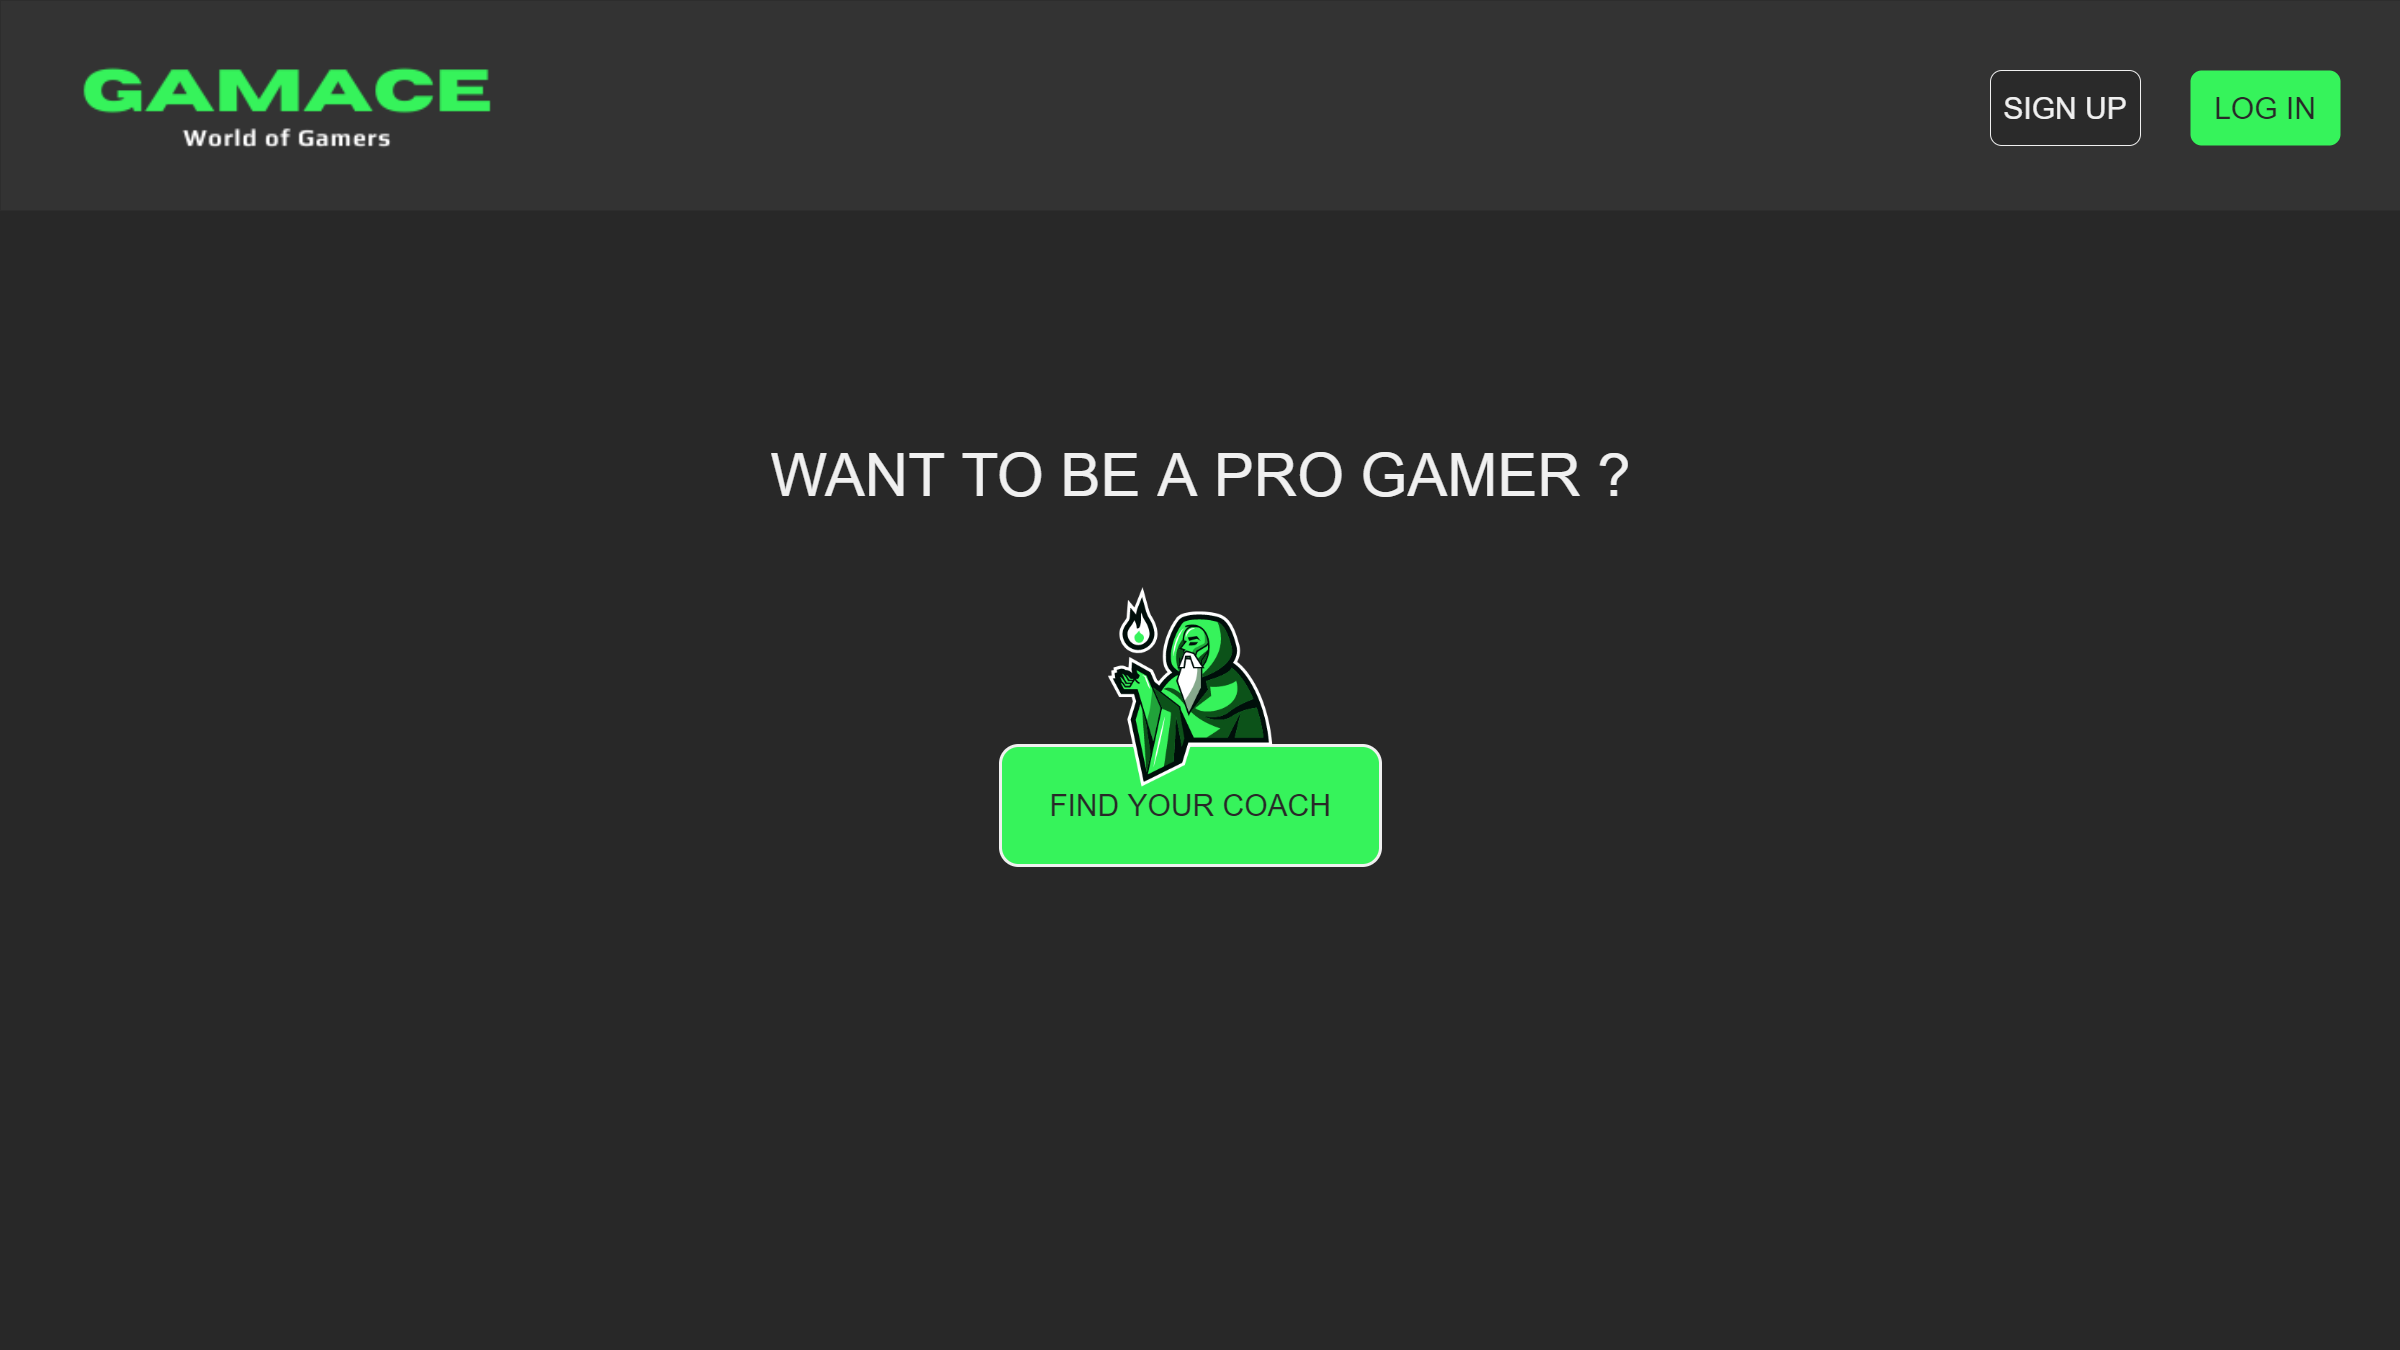 GAMACE
World of Gamers
SIGN UP
LOG IN
WANT TO BE A PRO GAMER ?
FIND YOUR COACH